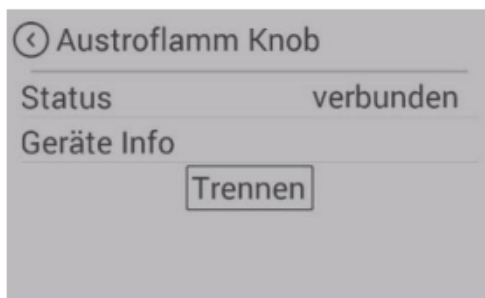 Austroflamm Knob
Status verbunden
Geräte Info
Trennen